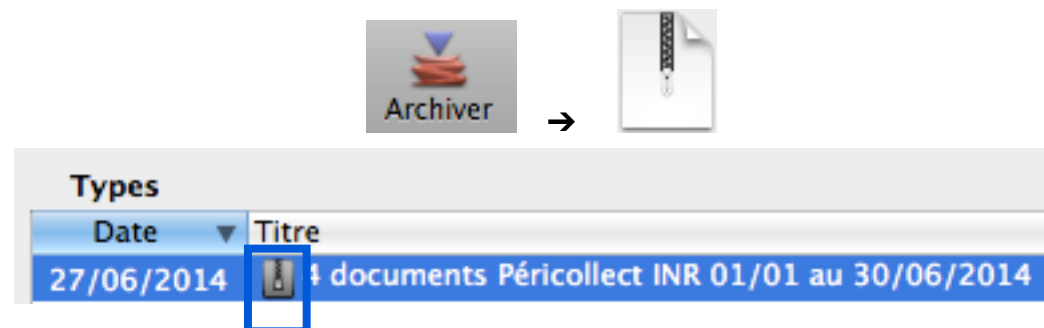 Archiver
➔
Types
Date ▼ Titre
27/06/2014 4 documents Péricollect INR 01/01 au 30/06/2014